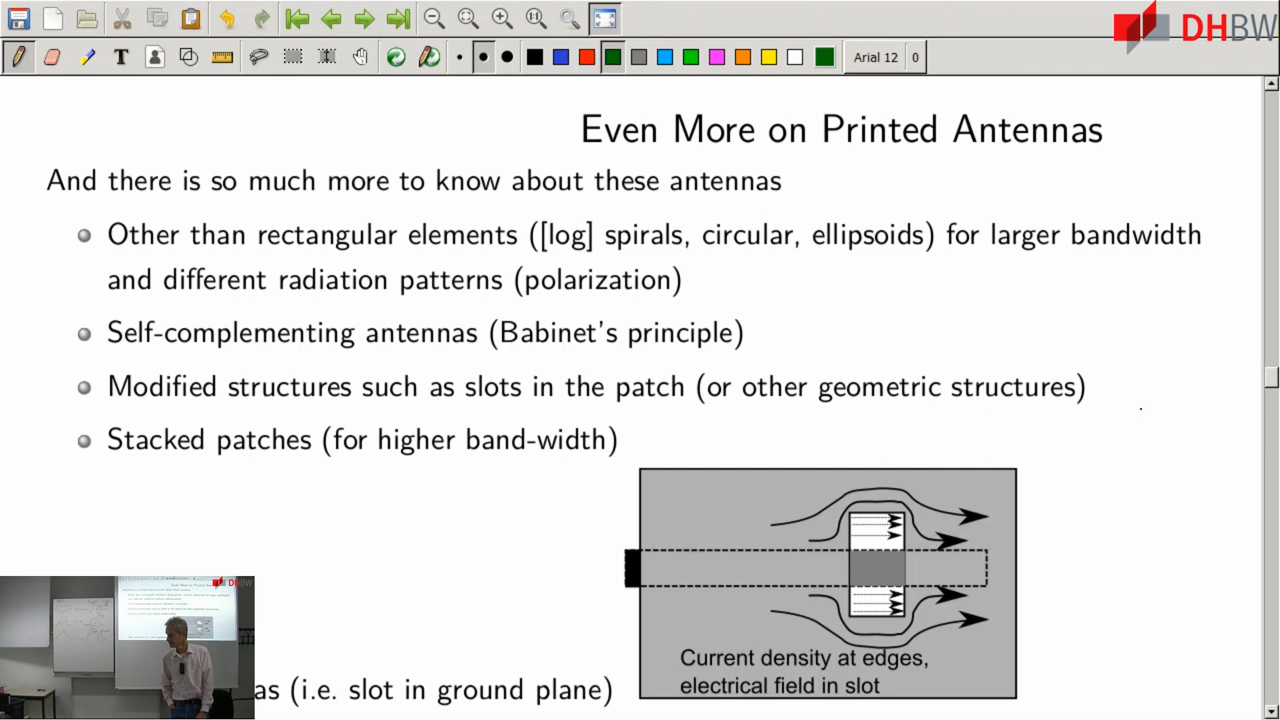 DHBW
Arial 12 0
Even More on Printed Antennas
And there is so much more to know about these antennas
Other than rectangular elements ([log] spirals, circular, ellipsoids) for larger bandwidth
and different radiation patterns (polarization)
Self-complementing antennas (Babinet's principle)
Modified structures such as slots in the patch (or other geometric structures)
Stacked patches (for higher band-width)
Current density at edges,
electrical field in slot
as (i.e. slot in ground plane)